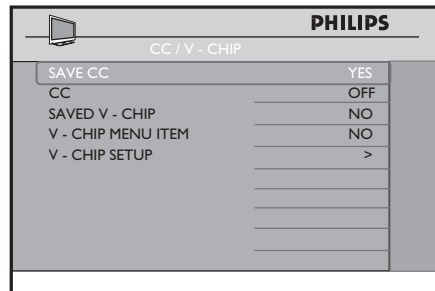 PHILIPS
CC / V - CHIP
SAVE CC YES
CC OFF
SAVED V - CHIP NO
V - CHIP MENU ITEM NO
V - CHIP SETUP >